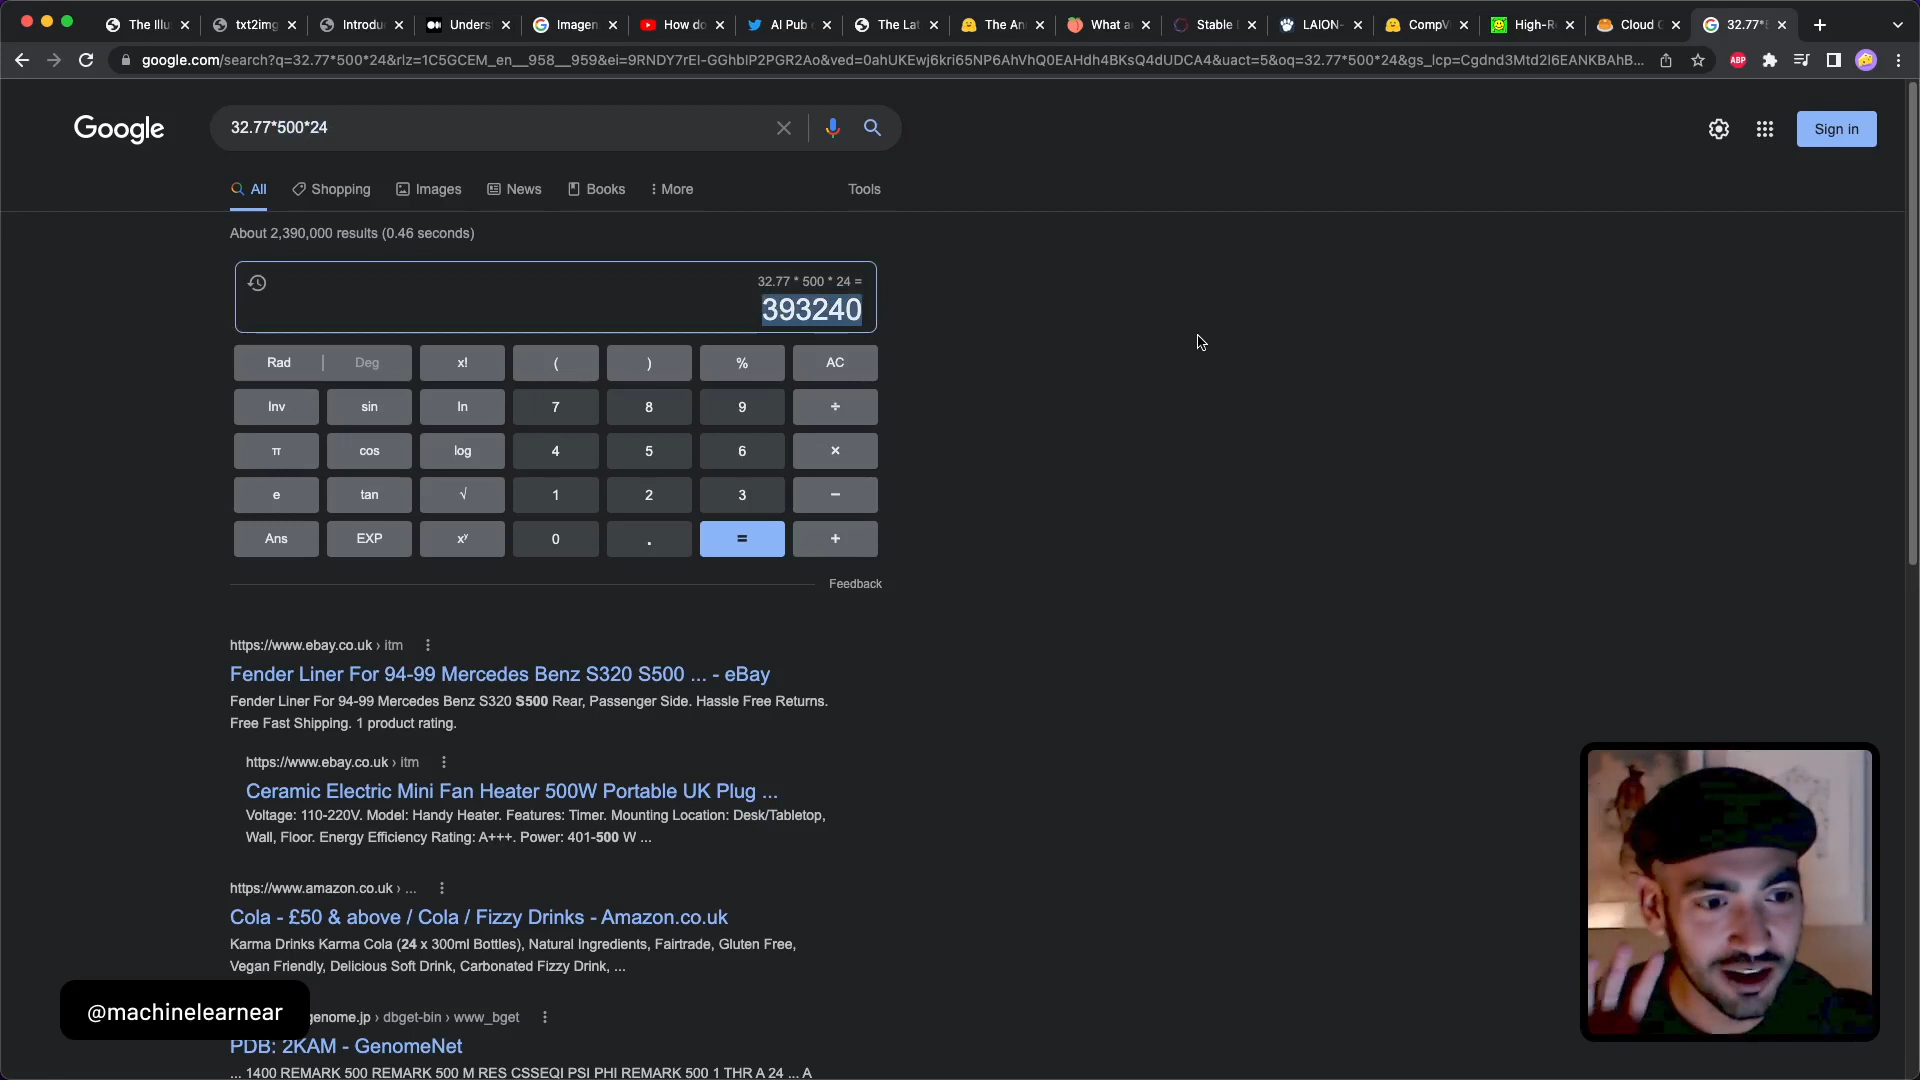 The Illu
txt2img
Introdu
Unders
Imagen
How do
AI Pub
The Lat
The An
What a
Stable
LAION-
CompV
High-R
Cloud
32.77*5
google.com/search?q=32.77*500*24&rlz=1C5GCEM_en__958__959&ei=9RNDY7rEI-GGhbIP2PGR2Ao&ved=0ahUKEwj6kri65NP6AhVhQ0EAHdh4BKsQ4dUDCA4&uact=5&oq=32.77*500*24&gs_lcp=Cgdnd3Mtd2l6EANKBAhB...
ABP
Google
32.77*500*24
Sign in
All
Shopping
Images
News
Books
More
Tools
About 2,390,000 results (0.46 seconds)
32.77 * 500 * 24 =
393240
Rad | Deg x! ( ) % AC
Inv sin ln 7 8 9 ÷
π cos log 4 5 6 ×
e tan √ 1 2 3 −
Ans EXP xʸ 0 . = +
Feedback
https://www.ebay.co.uk › itm
Fender Liner For 94-99 Mercedes Benz S320 S500 ... - eBay
Fender Liner For 94-99 Mercedes Benz S320 S500 Rear, Passenger Side. Hassle Free Returns.
Free Fast Shipping. 1 product rating.
https://www.ebay.co.uk › itm
Ceramic Electric Mini Fan Heater 500W Portable UK Plug ...
Voltage: 110-220V. Model: Handy Heater. Features: Timer. Mounting Location: Desk/Tabletop,
Wall, Floor. Energy Efficiency Rating: A+++. Power: 401-500 W ...
https://www.amazon.co.uk › ...
Cola - £50 & above / Cola / Fizzy Drinks - Amazon.co.uk
Karma Drinks Karma Cola (24 x 300ml Bottles), Natural Ingredients, Fairtrade, Gluten Free,
Vegan Friendly, Delicious Soft Drink, Carbonated Fizzy Drink, ...
@machinelearnear
genome.jp › dbget-bin › www_bget
PDB: 2KAM - GenomeNet
... 1400 REMARK 500 REMARK 500 M RES CSSEQI PSI PHI REMARK 500 1 THR A 24 ... A